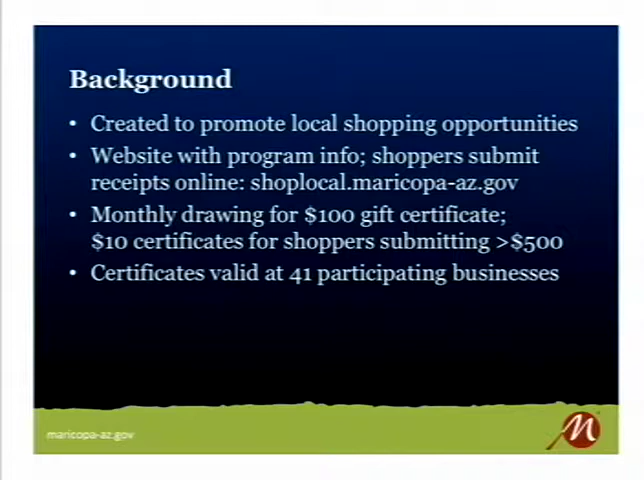 Background
• Created to promote local shopping opportunities
• Website with program info; shoppers submit
receipts online: shoplocal.maricopa-az.gov
• Monthly drawing for $100 gift certificate;
$10 certificates for shoppers submitting >$500
• Certificates valid at 41 participating businesses
maricopa-az.gov
M